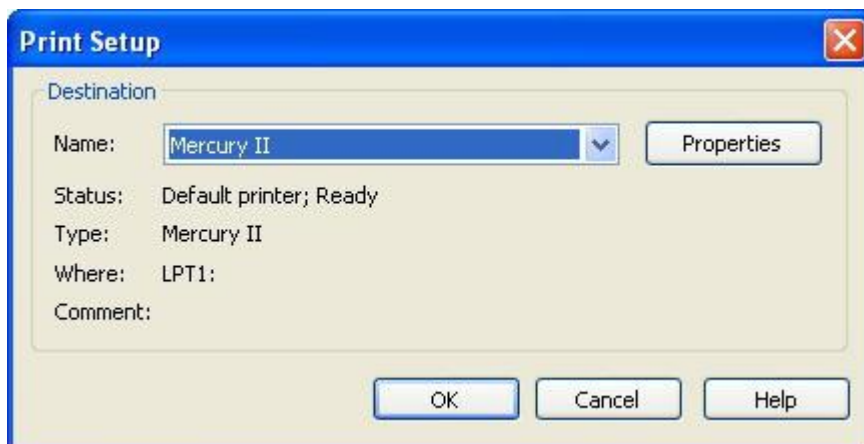 Print Setup
Destination
Name: Mercury II Properties
Status: Default printer; Ready
Type: Mercury II
Where: LPT1:
Comment:
OK Cancel Help